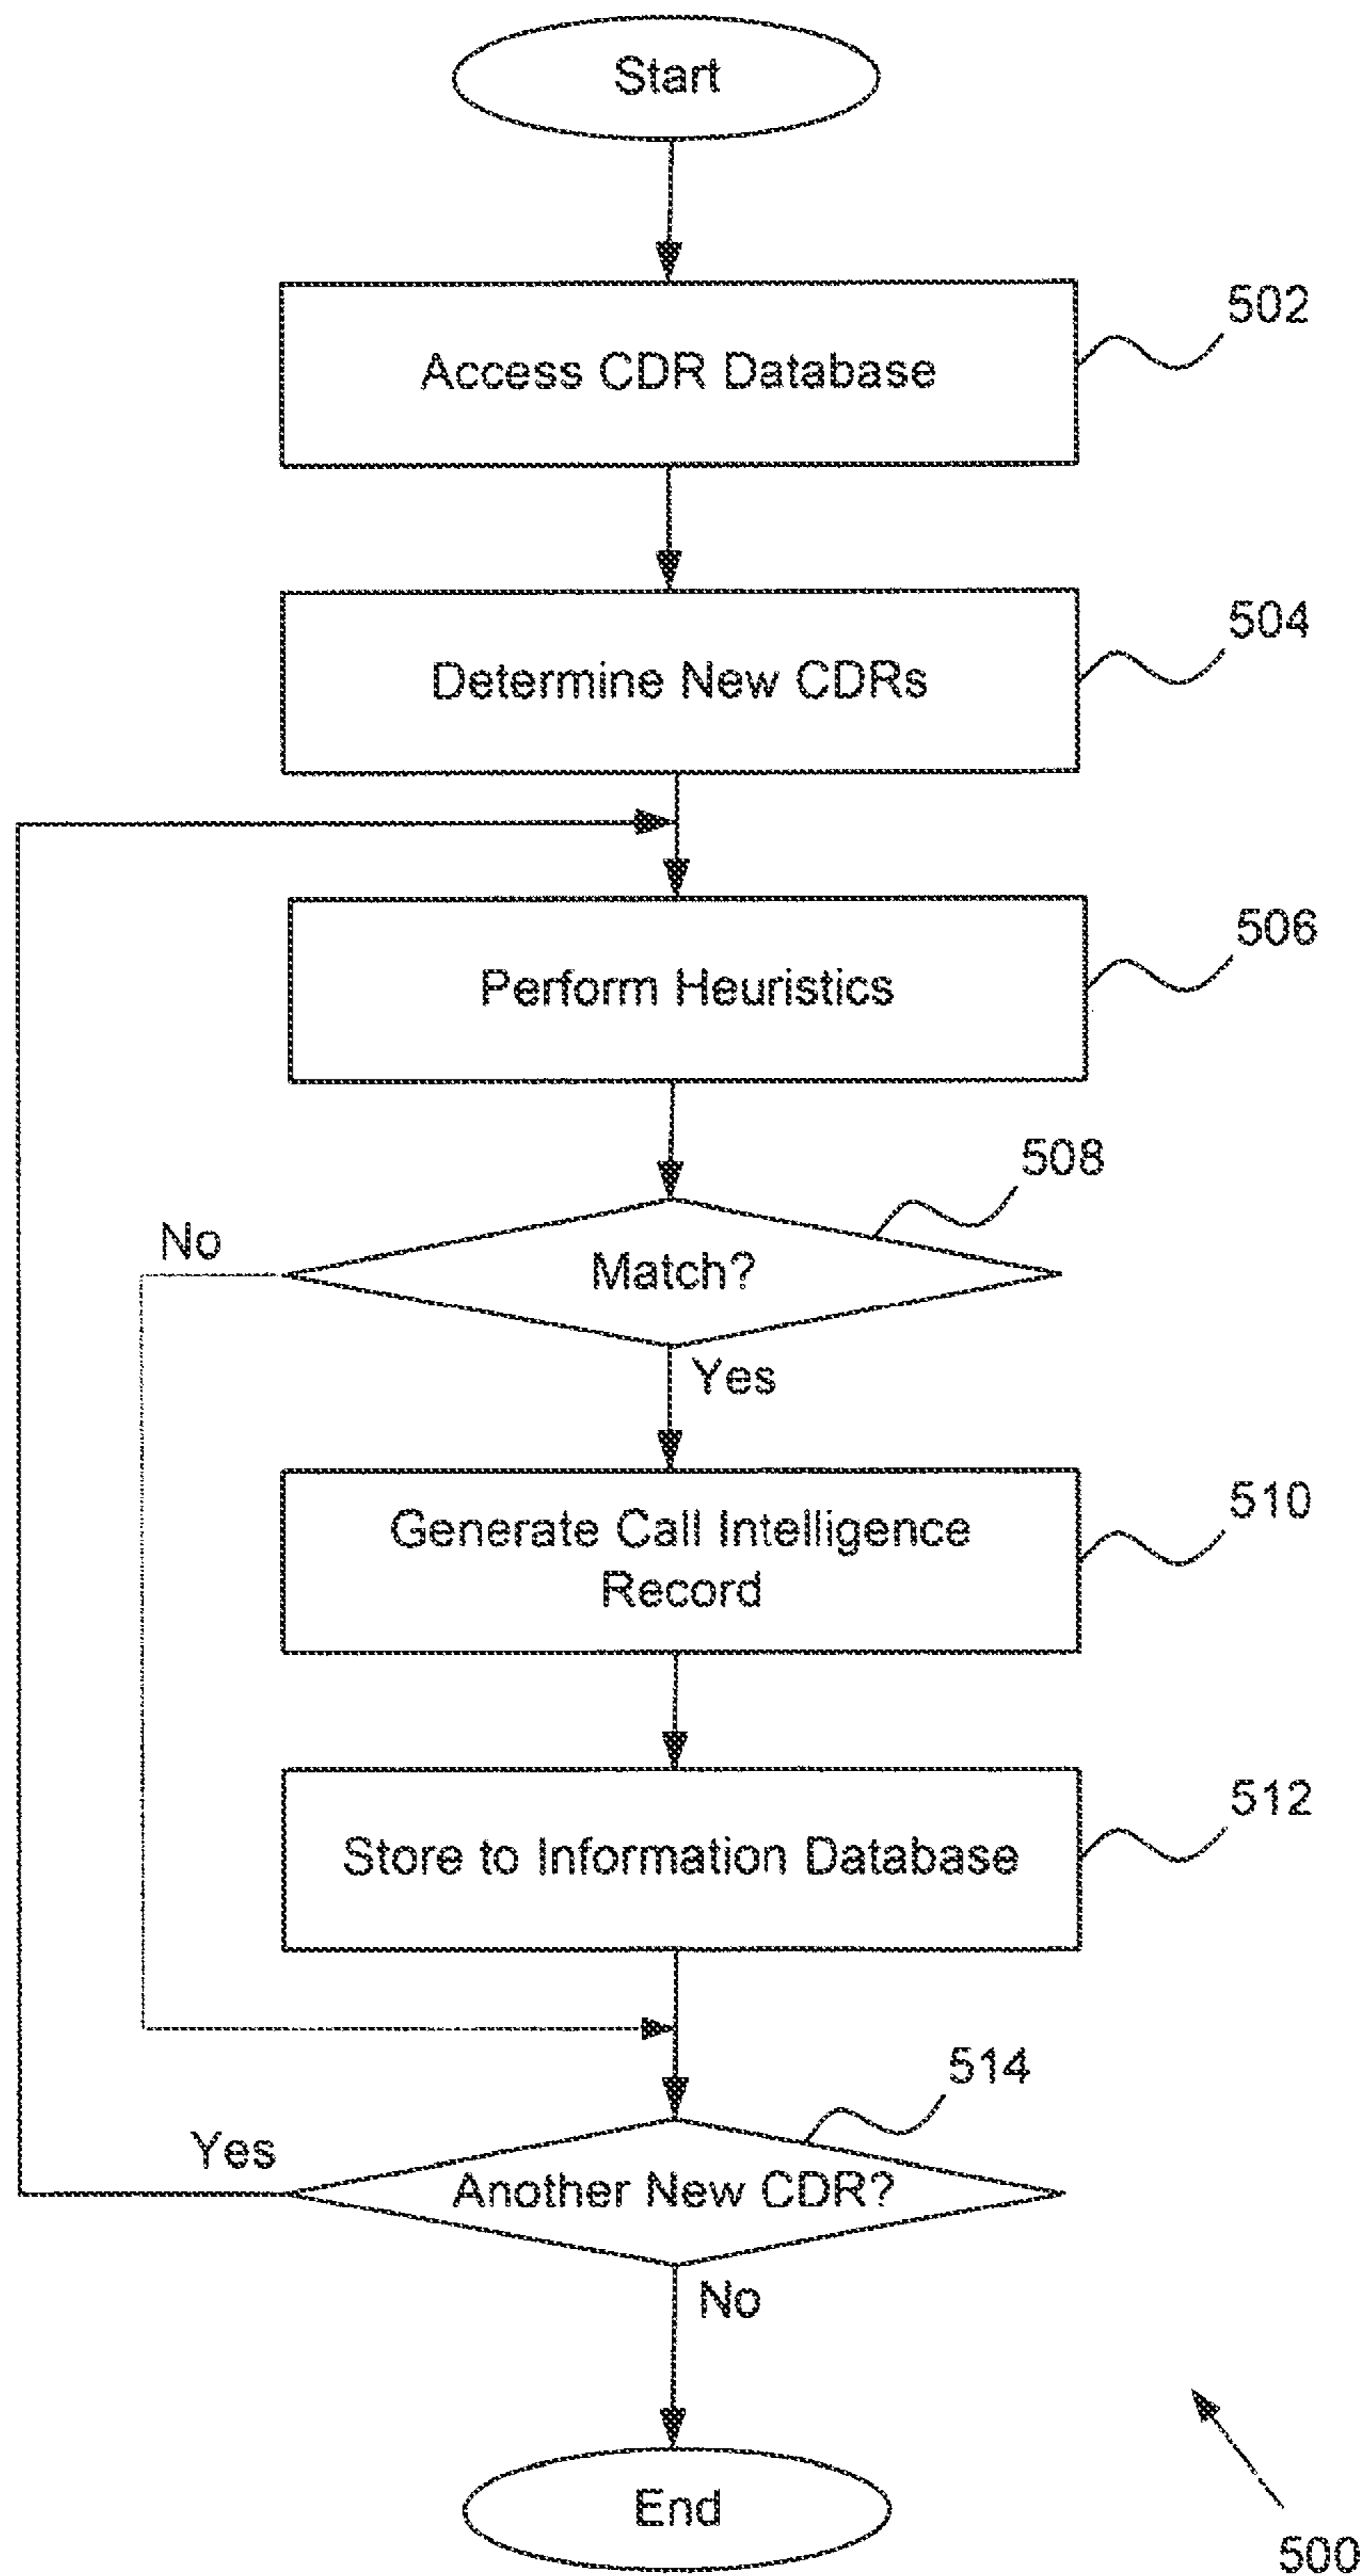 Start
Access CDR Database
502
Determine New CDRs
504
Perform Heuristics
506
508
No
Match?
Yes
Generate Call Intelligence
Record
510
Store to Information Database
512
514
Yes
Another New CDR?
No
End
500